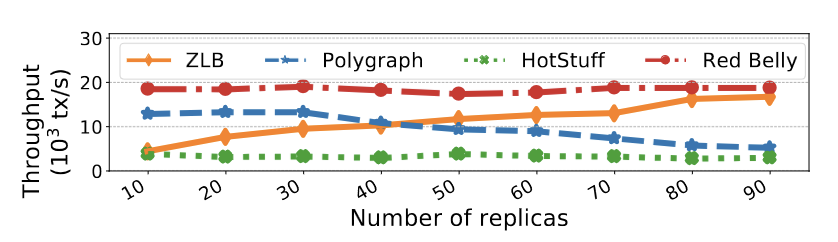 30
20
10
0
Throughput
(10³ tx/s)
ZLB Polygraph HotStuff Red Belly
10 20 30 40 50 60 70 80 90
Number of replicas